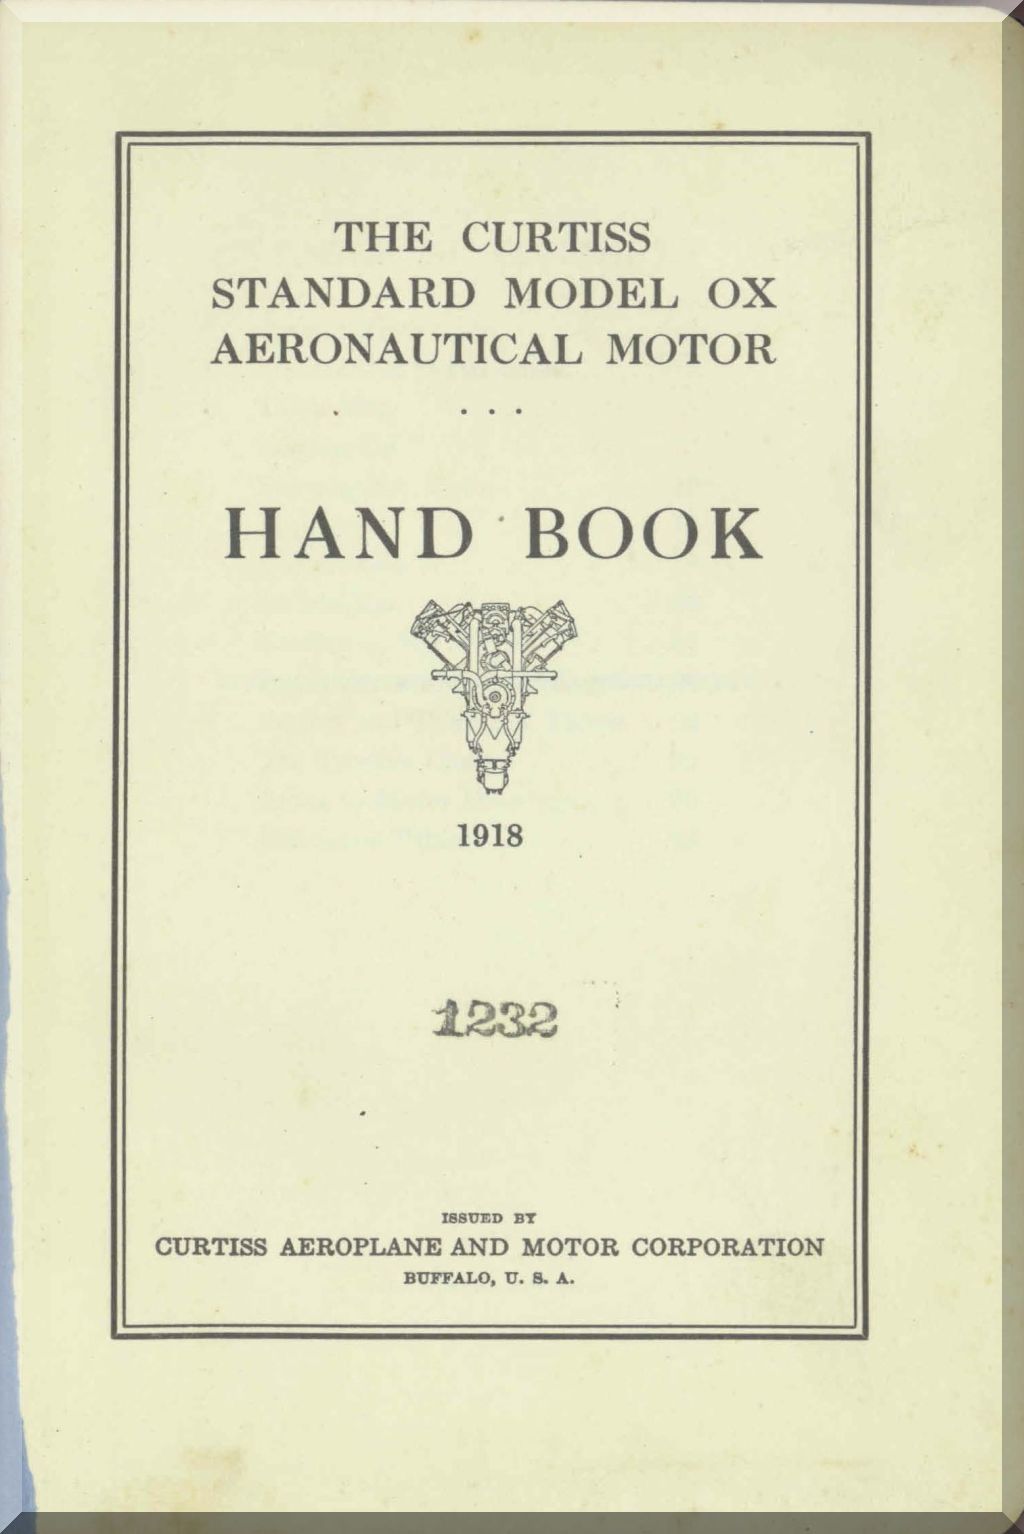 THE CURTISS
STANDARD MODEL OX
AERONAUTICAL MOTOR
. . .
HAND BOOK
1918
1232
ISSUED BY
CURTISS AEROPLANE AND MOTOR CORPORATION
BUFFALO, U. S. A.